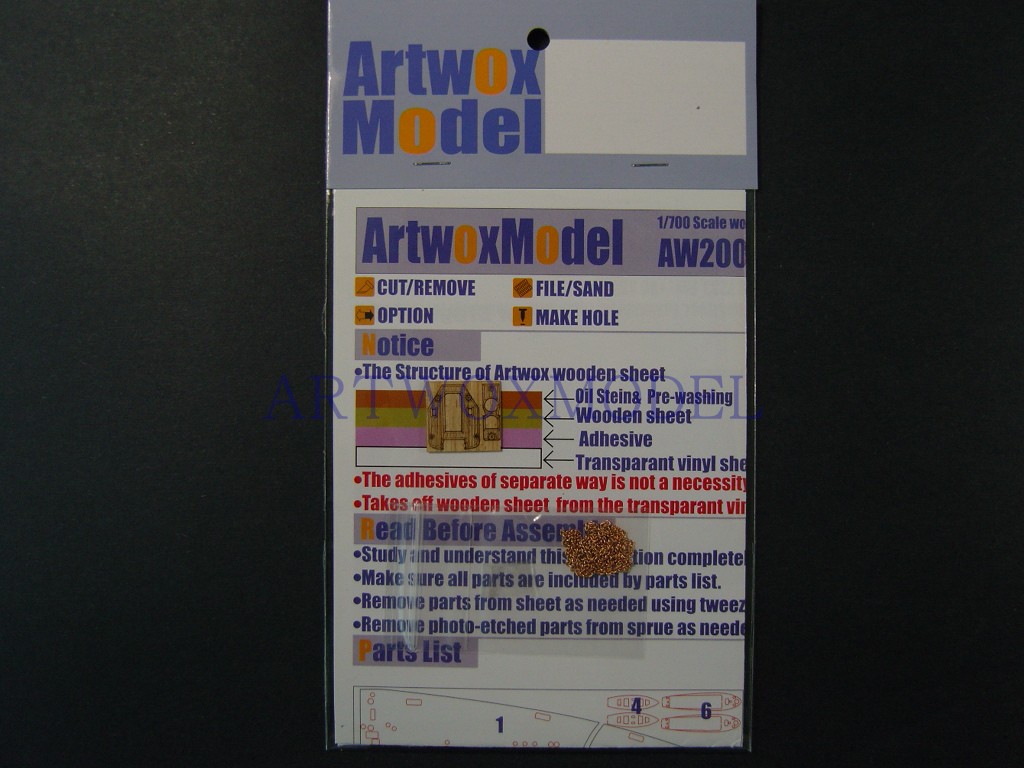 Artwox
Model
ArtwoxModel
1/700 Scale wo
AW200
CUT/REMOVE
FILE/SAND
OPTION
MAKE HOLE
Notice
•The Structure of Artwox wooden sheet
Oil Stein& Pre-washing
Wooden sheet
Adhesive
Transparant vinyl she
ARTWOXMODEL
•The adhesives of separate way is not a necessity
•Takes off wooden sheet from the transparant vin
Read Before Assem
•Study and understand this tion completel
•Make sure all parts are included by parts list.
•Remove parts from sheet as needed using tweez
•Remove photo-etched parts from sprue as neede
Parts List
1
4
6